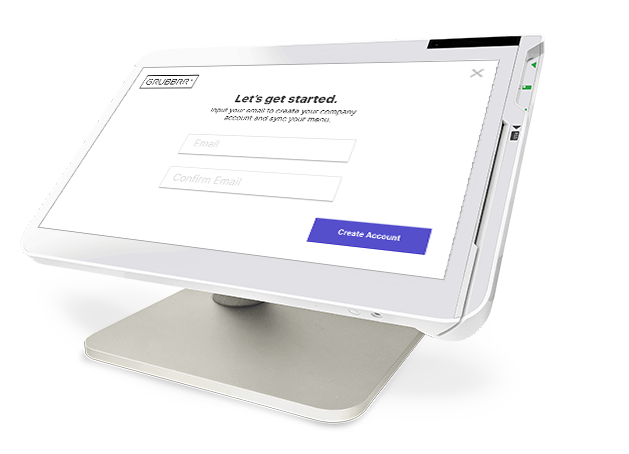 GRUBBRR
Let's get started.
Input your email to create your company
account and sync your menu.
Email
Confirm Email
Create Account